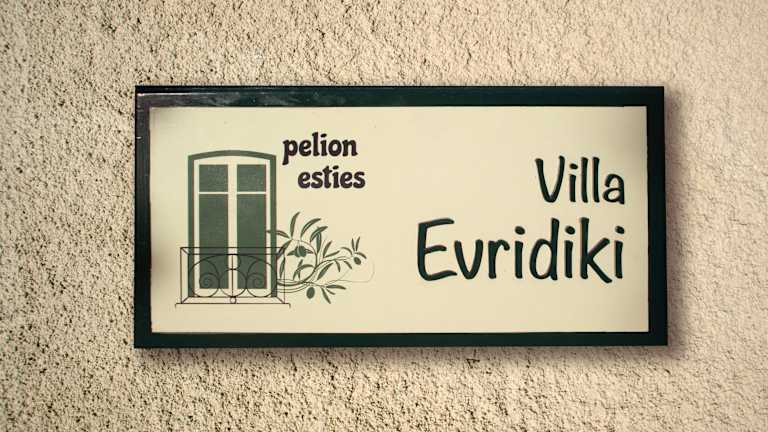 pelion
esties
Villa
Evridiki